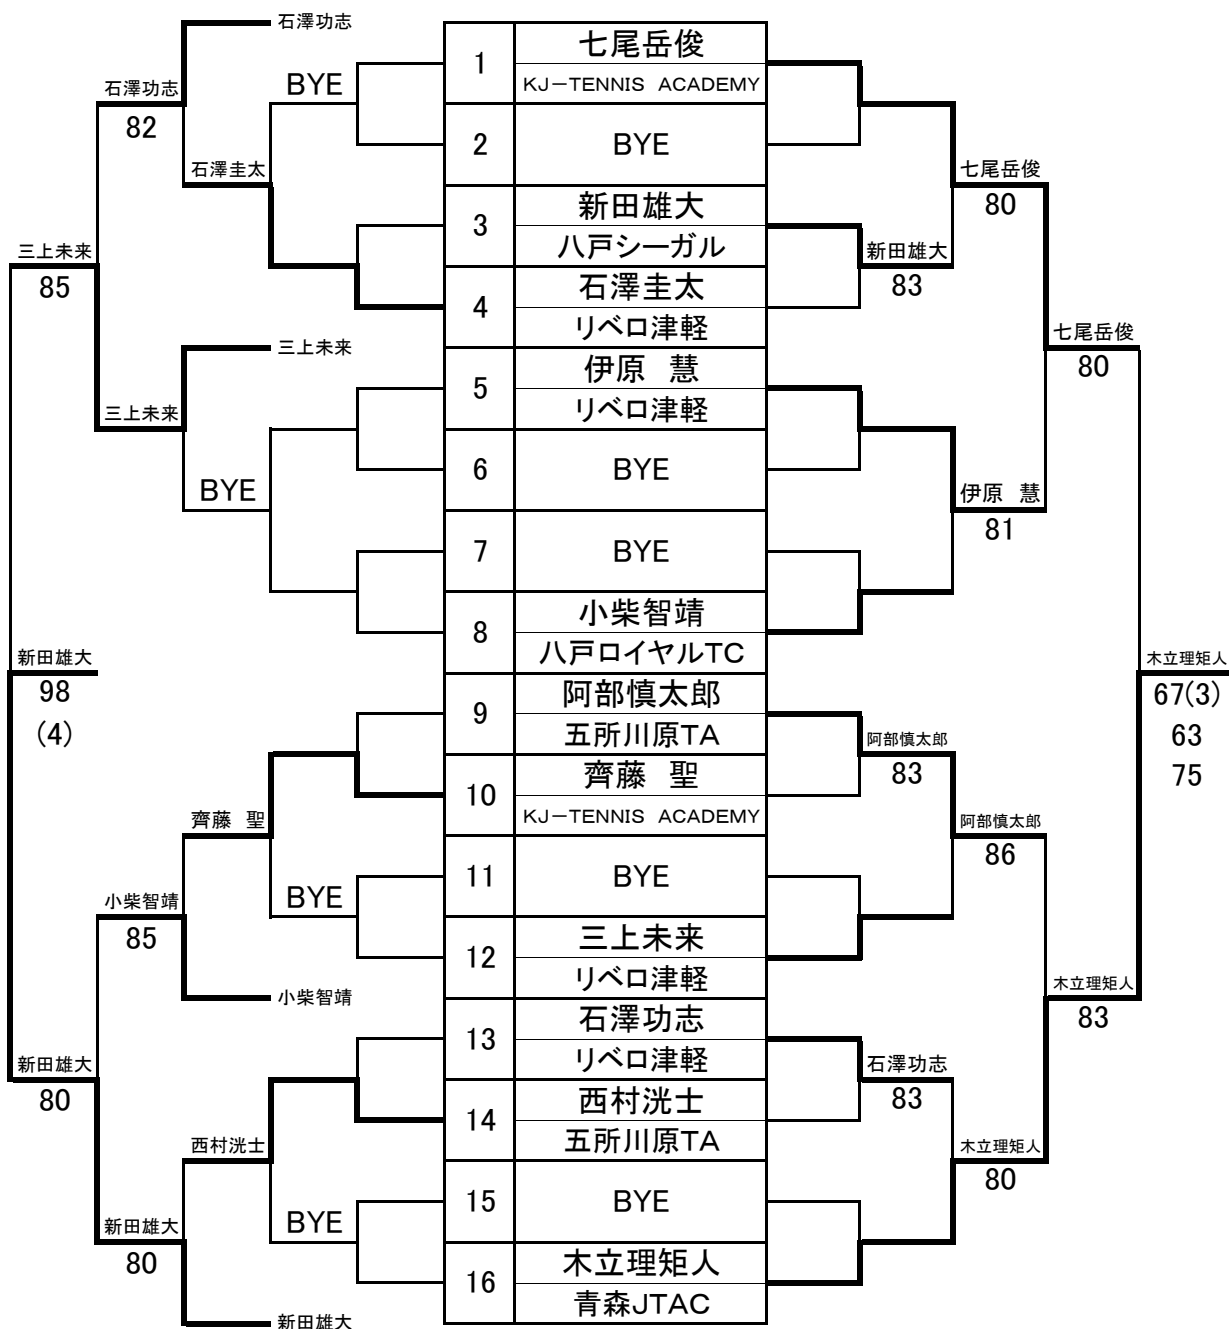 石澤功志
石澤功志
82
BYE
石澤圭太
三上未来
85
三上未来
三上未来
BYE
新田雄大
98
(4)
齊藤　聖
BYE
小柴智靖
85
小柴智靖
新田雄大
80
西村洸士
BYE
新田雄大
80
新田雄大
1
七尾岳俊
KJ－TENNIS ACADEMY
2
BYE
3
新田雄大
八戸シーガル
4
石澤圭太
リベロ津軽
5
伊原　慧
リベロ津軽
6
BYE
7
BYE
8
小柴智靖
八戸ロイヤルTC
9
阿部慎太郎
五所川原TA
10
齊藤　聖
KJ－TENNIS ACADEMY
11
BYE
12
三上未来
リベロ津軽
13
石澤功志
リベロ津軽
14
西村洸士
五所川原TA
15
BYE
16
木立理矩人
青森JTAC
七尾岳俊
80
新田雄大
83
七尾岳俊
80
伊原　慧
81
木立理矩人
67(3)
63
75
阿部慎太郎
83
阿部慎太郎
86
木立理矩人
83
石澤功志
83
木立理矩人
80